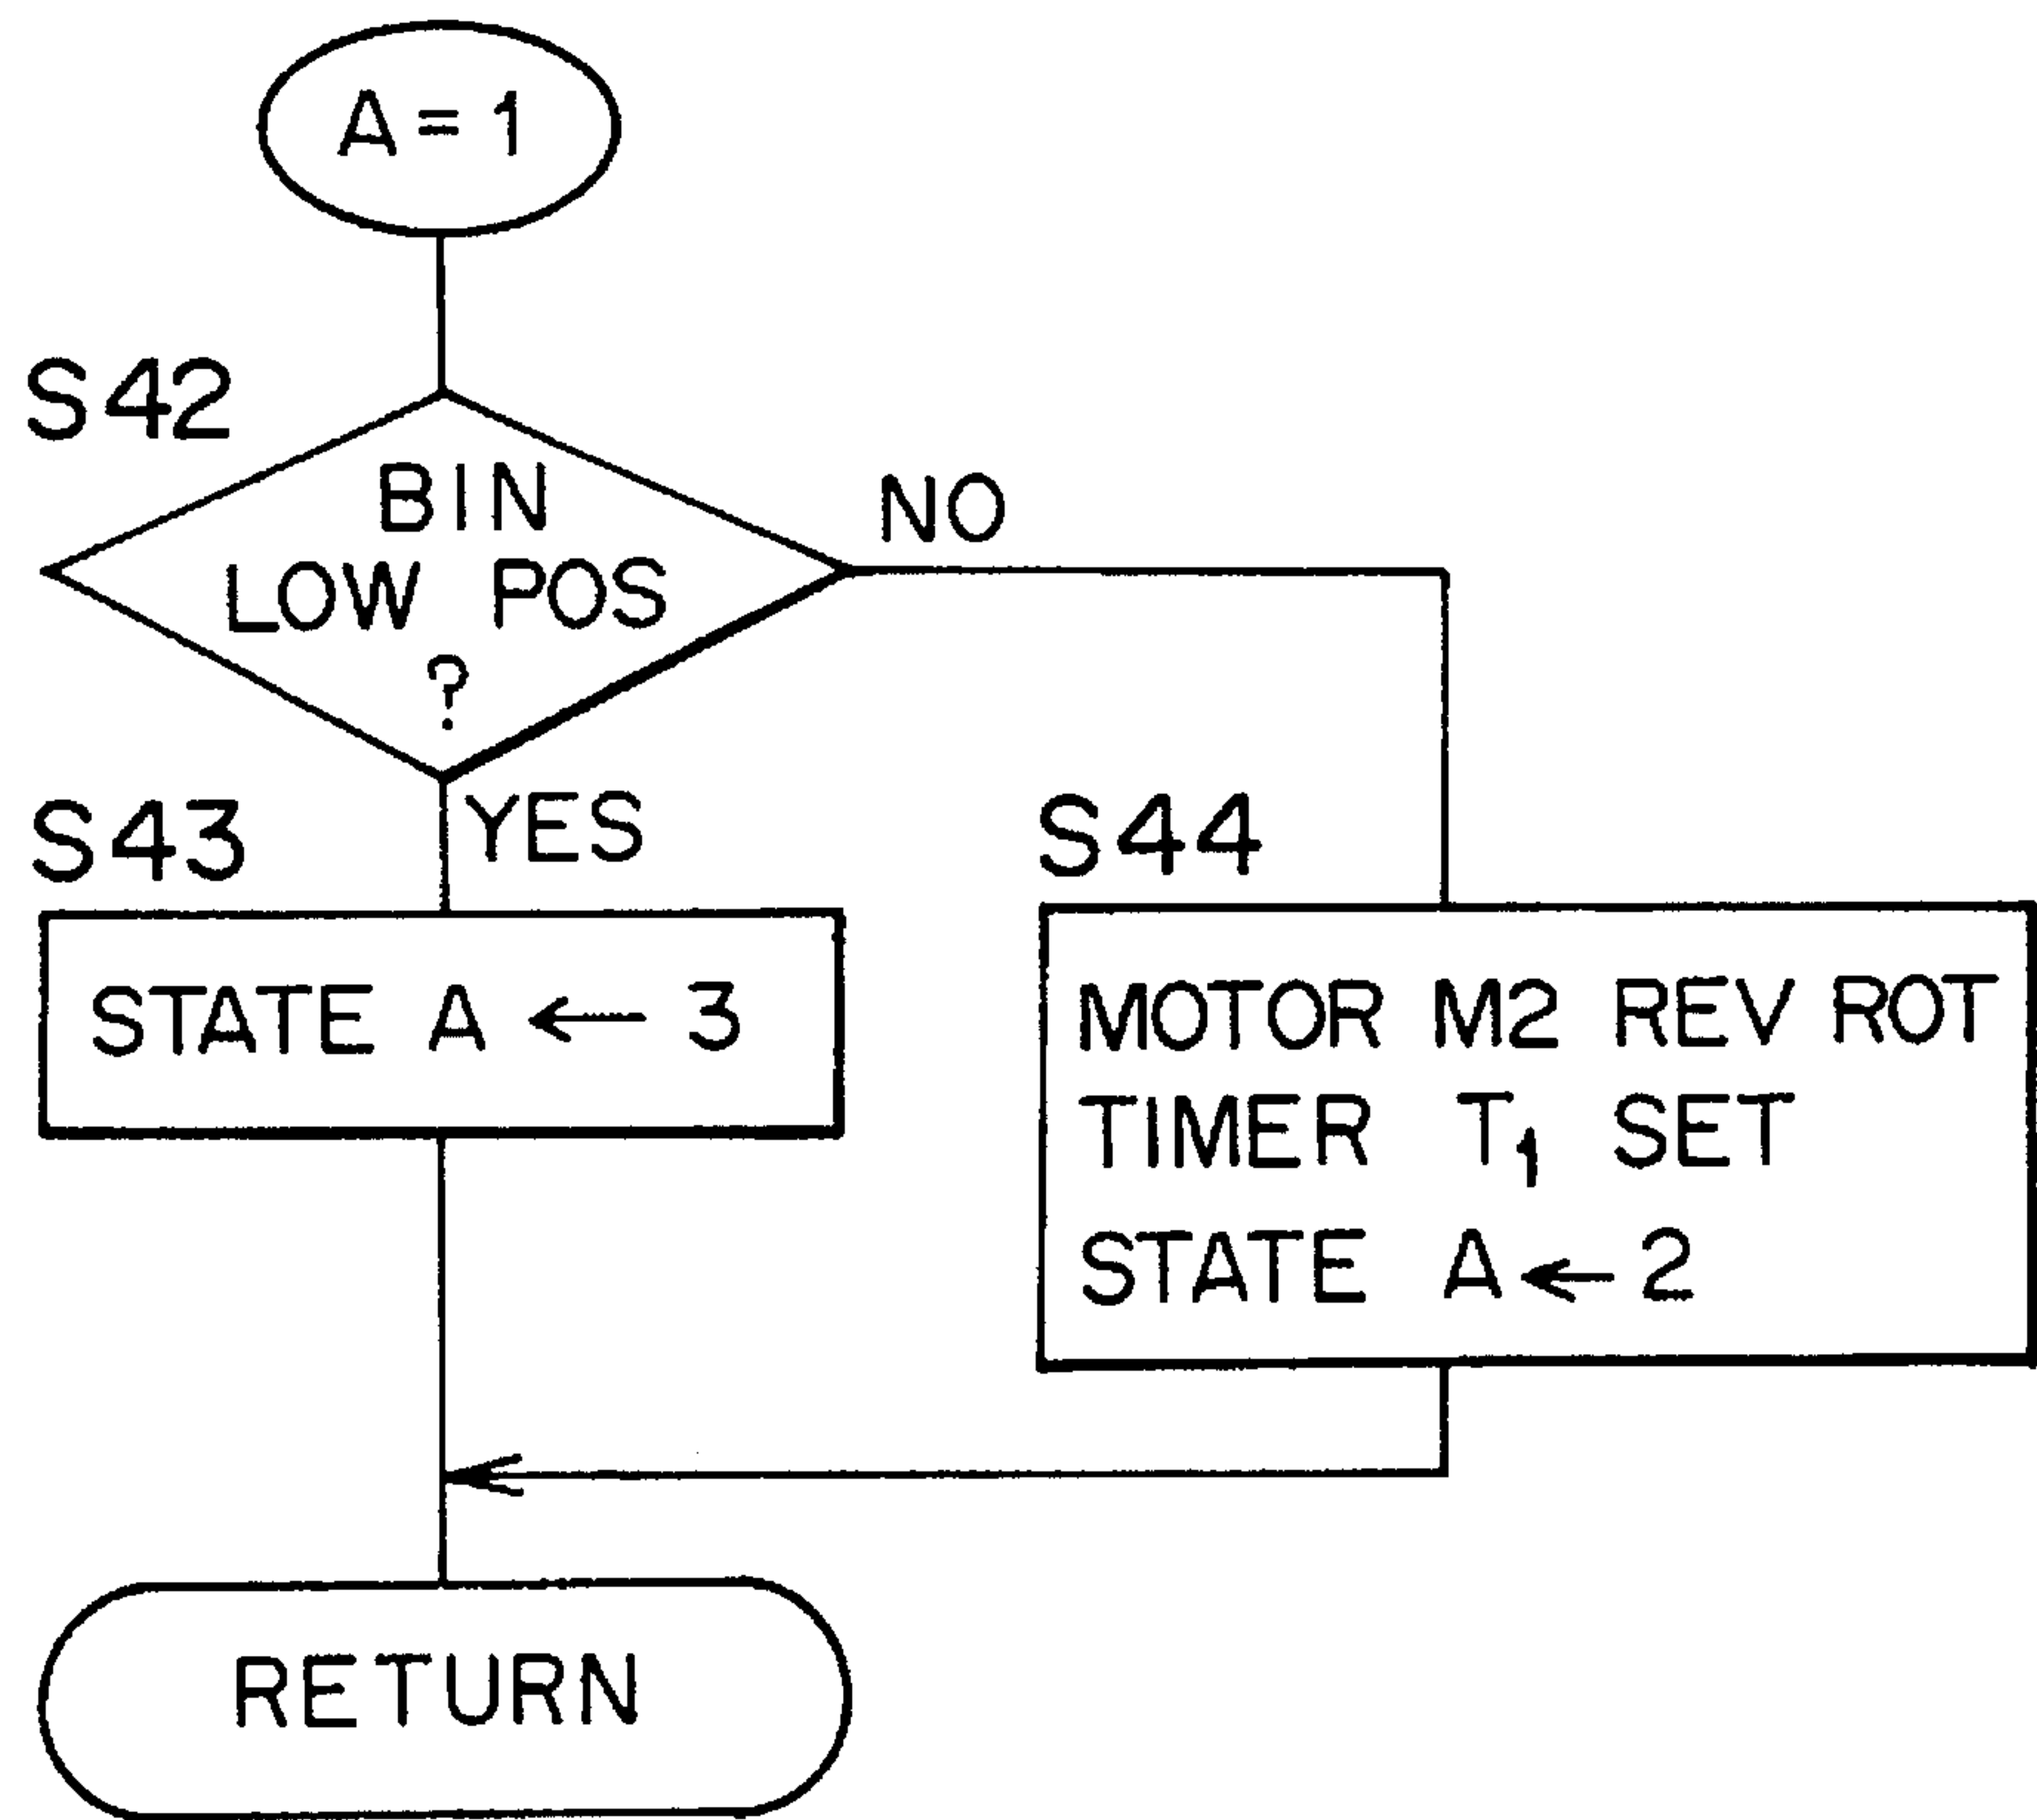 A = 1
S42
BIN
LOW POS
?
NO
YES
S43
STATE A ← 3
S44
MOTOR M2 REV ROT
TIMER T₁ SET
STATE A ← 2
RETURN